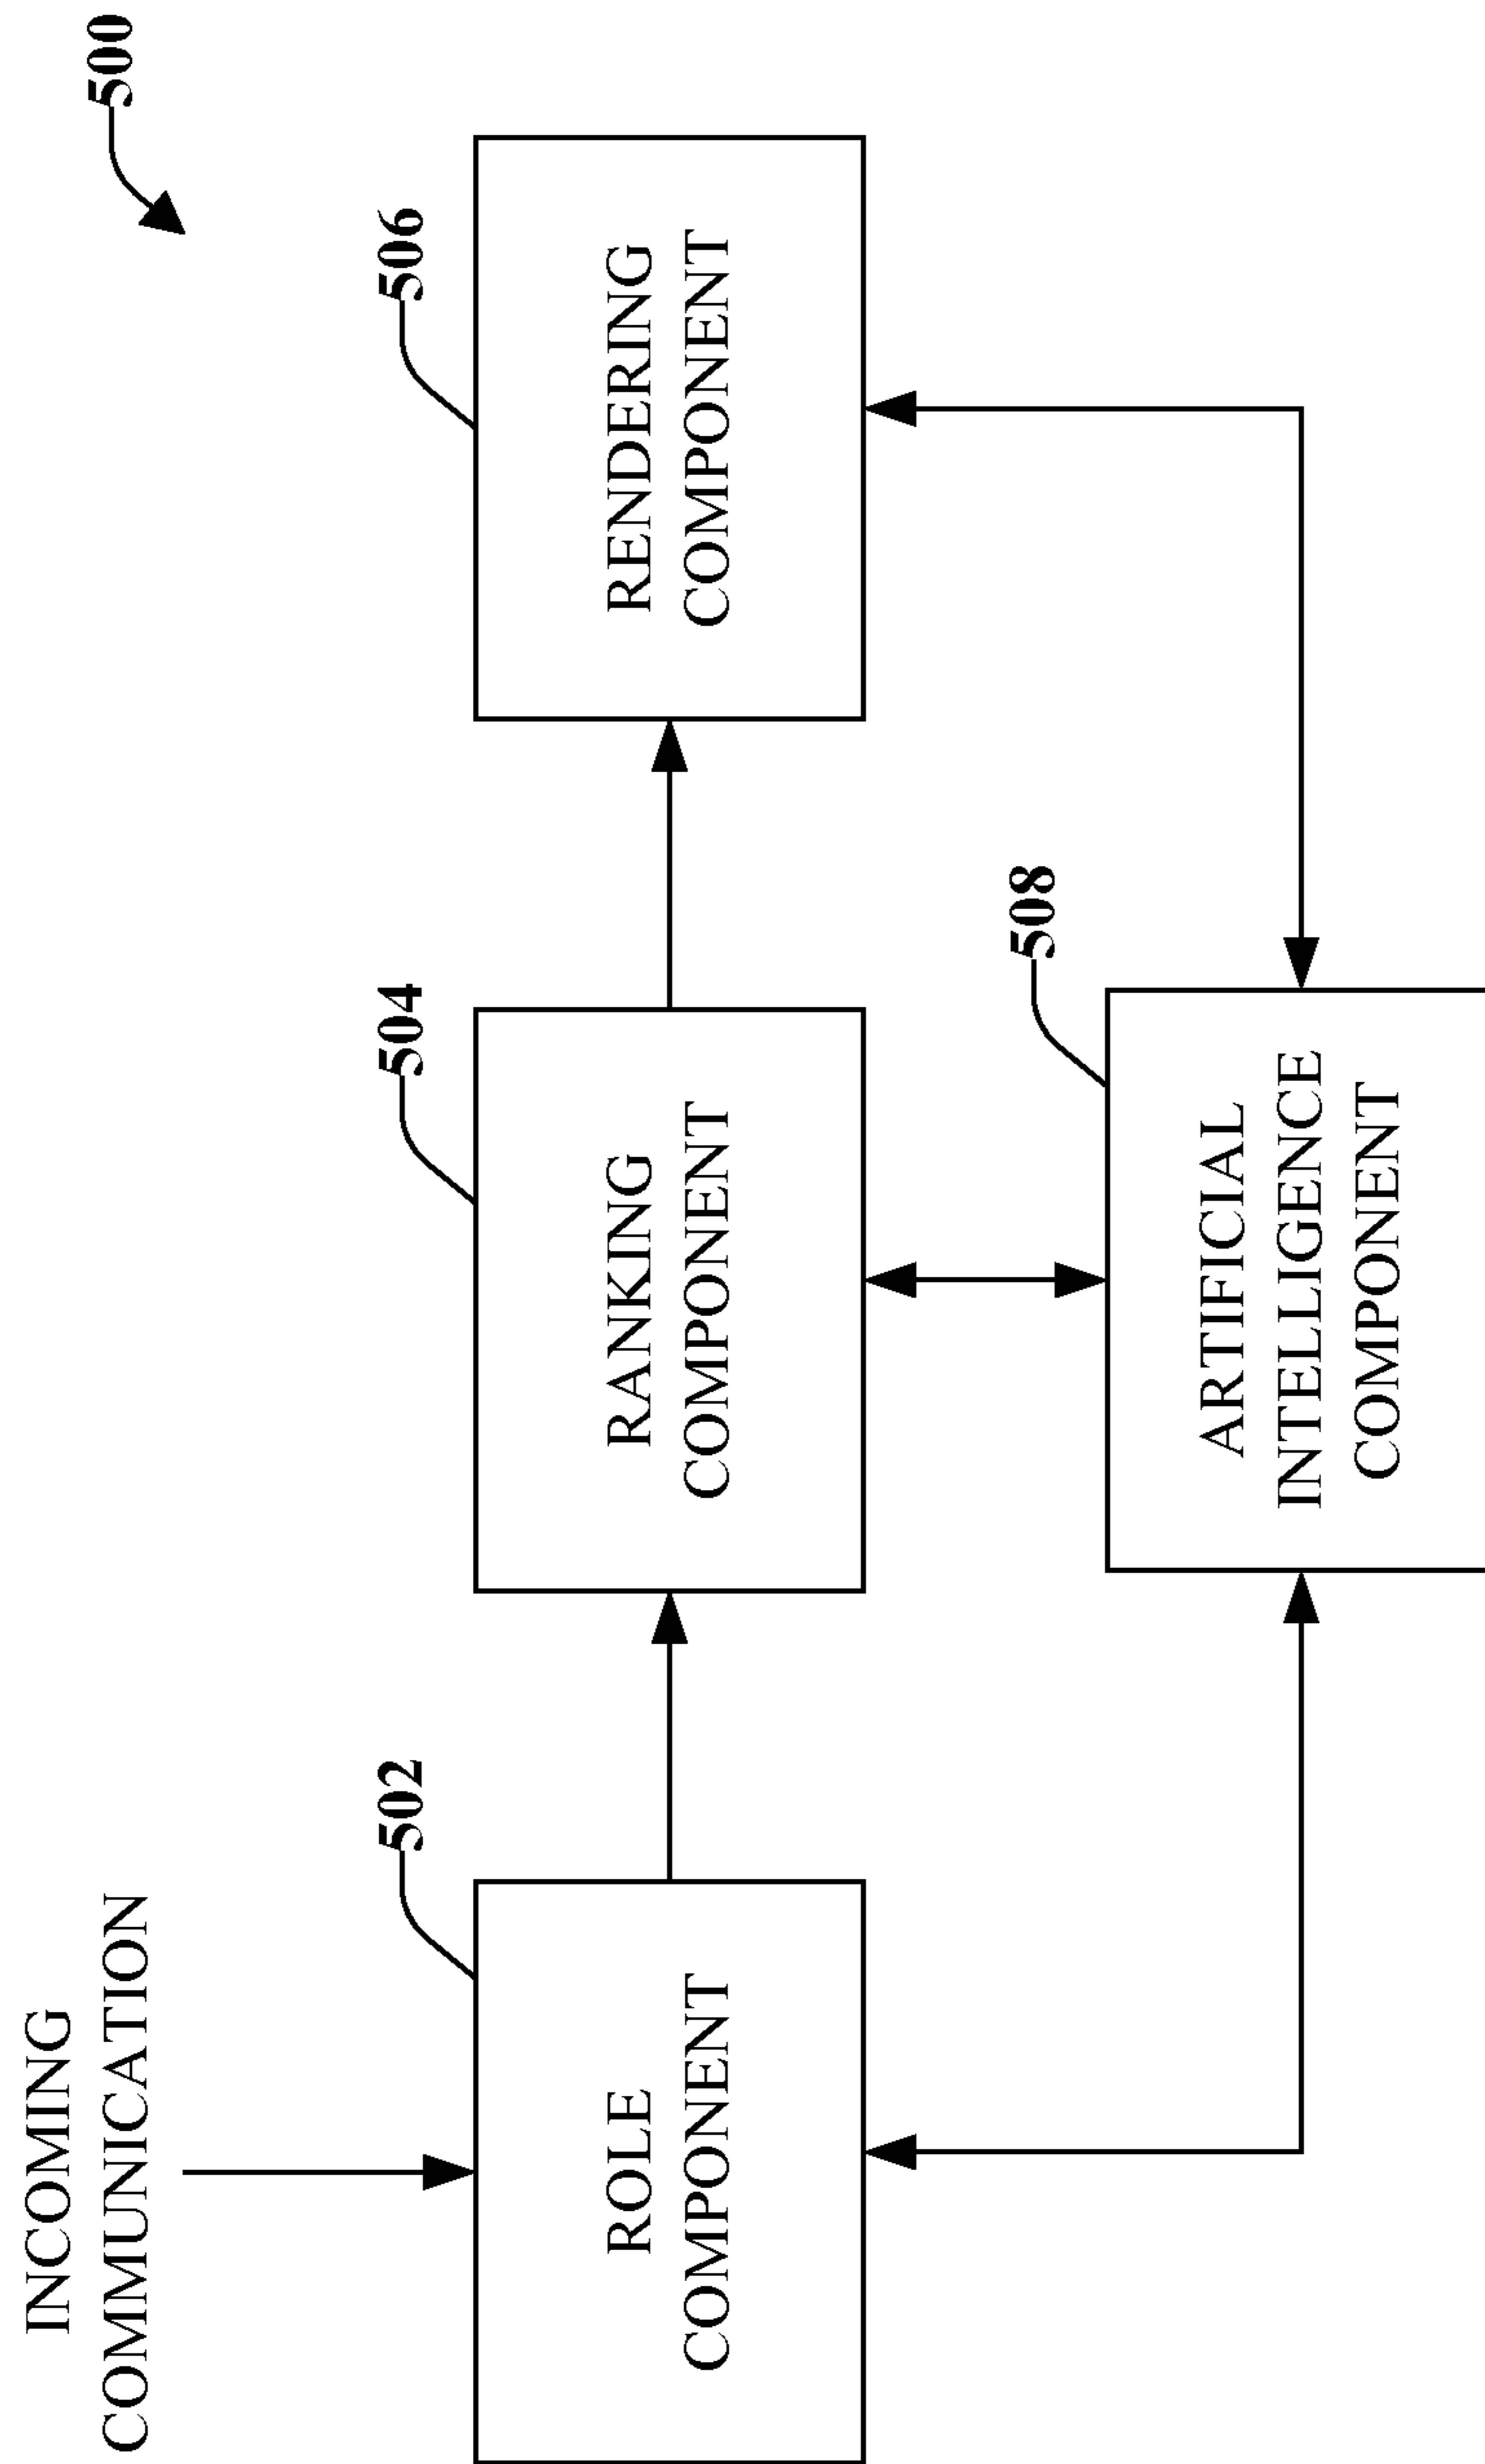 500
INCOMING
COMMUNICATION
502
504
506
ROLE
COMPONENT
RANKING
COMPONENT
RENDERING
COMPONENT
508
ARTIFICIAL
INTELLIGENCE
COMPONENT